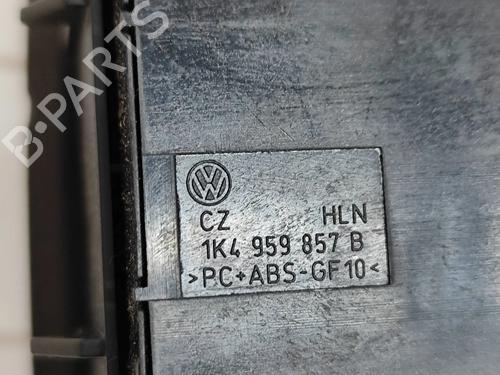 B-PARTS
CZ HLN
1K4 959 857 B
>PC+ABS-GF10<